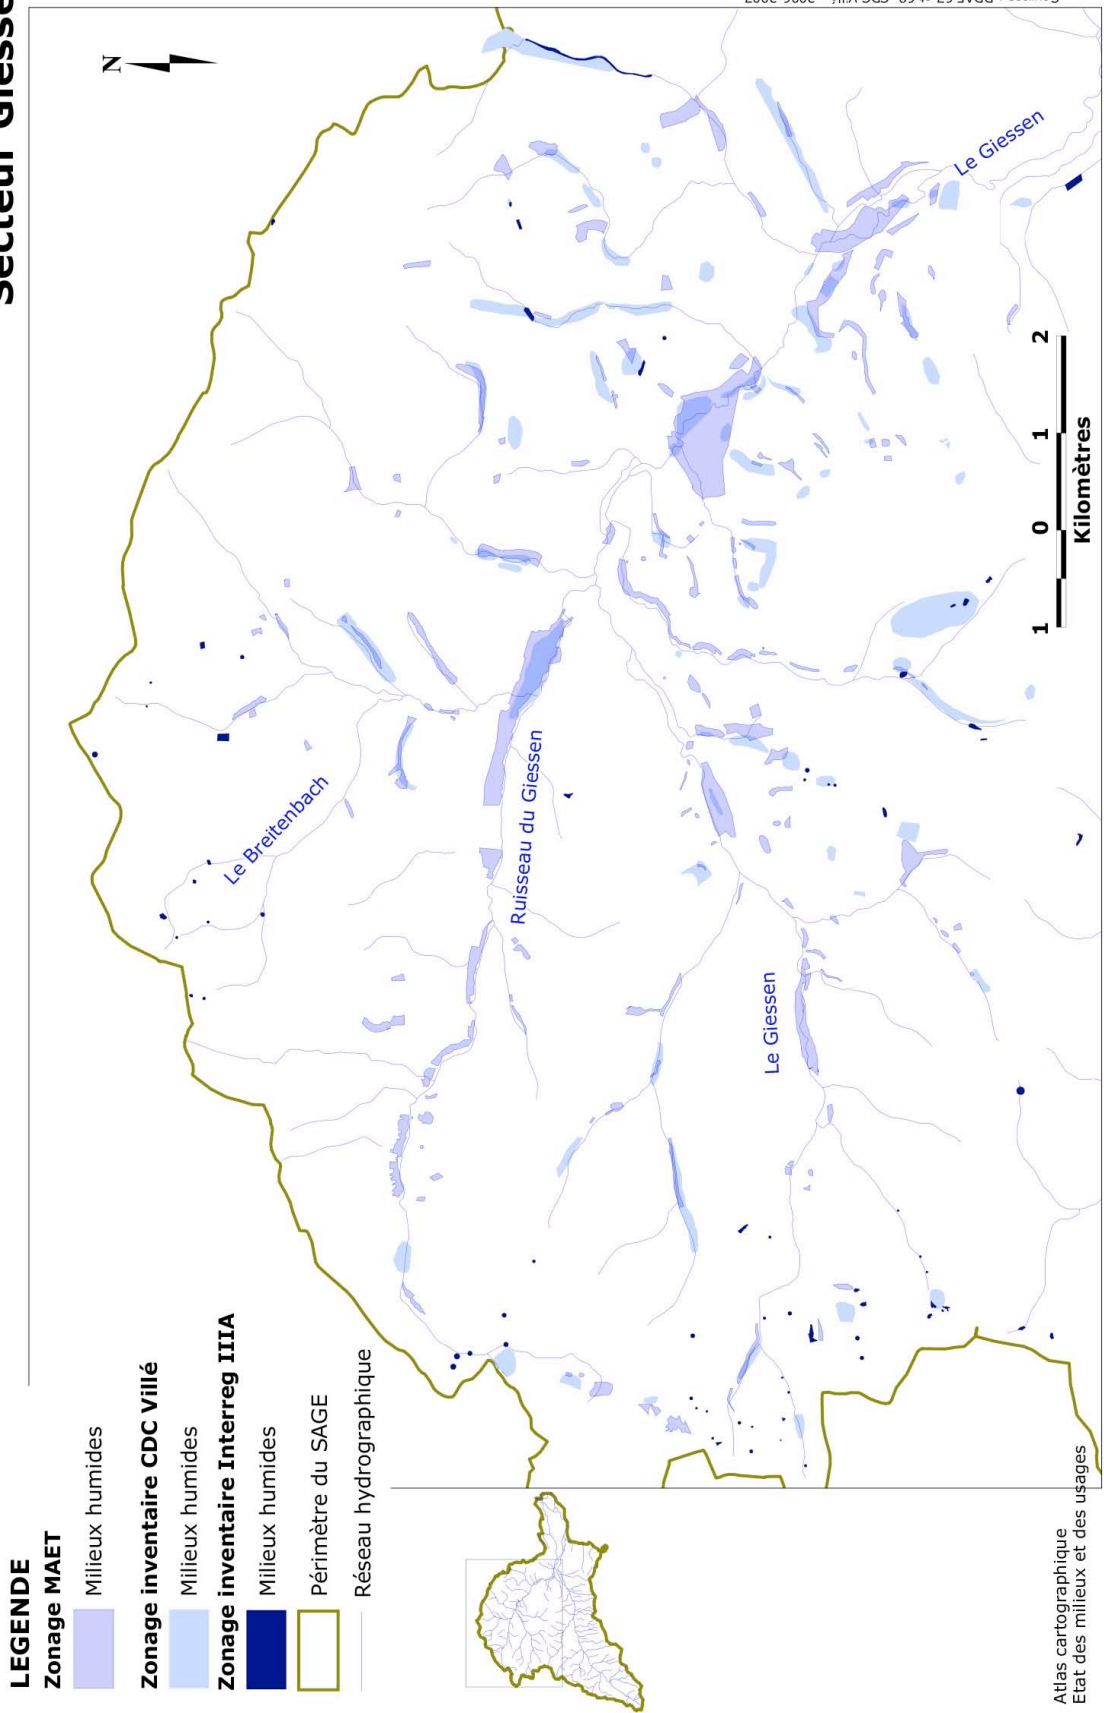 Secteur Giesse
LEGENDE
Zonage MAET
Milieux humides
Zonage inventaire CDC Villé
Milieux humides
Zonage inventaire Interreg IIIA
Milieux humides
Périmètre du SAGE
Réseau hydrographique
N
Le Breitenbach
Ruisseau du Giessen
Le Giessen
Le Giessen
1 0 1 2
Kilomètres
Atlas cartographique
Etat des milieux et des usages